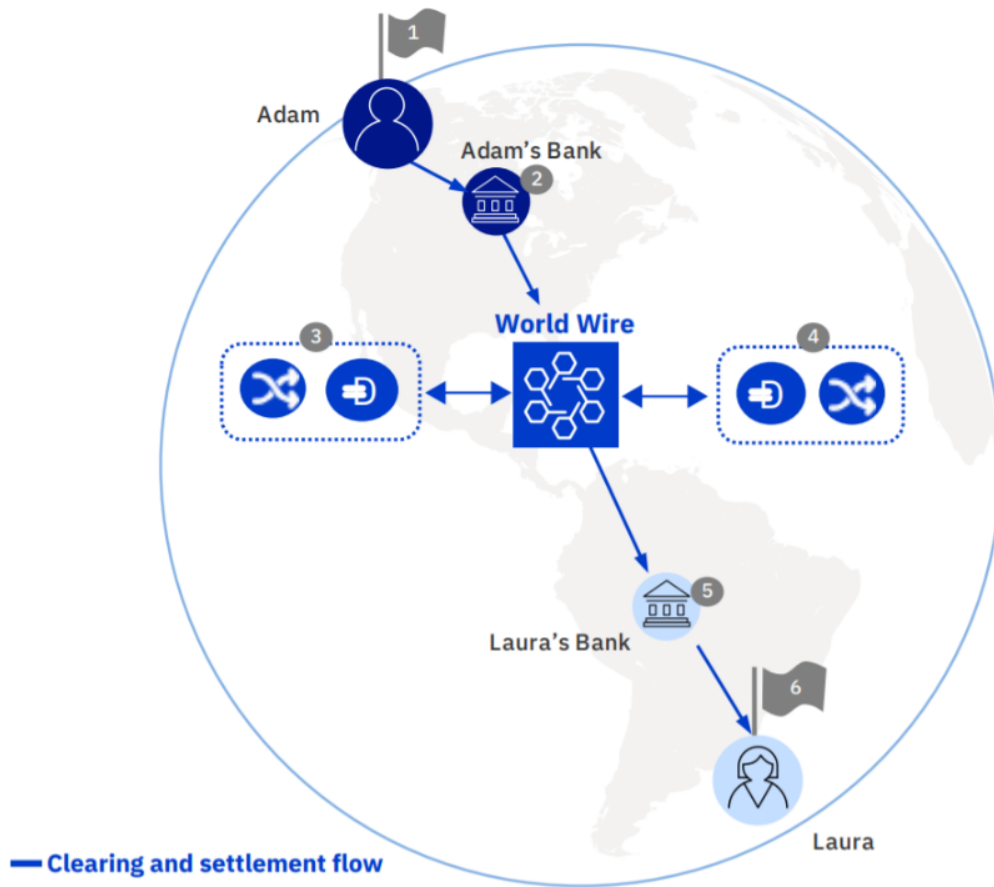 1
Adam
Adam's Bank
2
World Wire
3
4
5
Laura's Bank
6
Laura
Clearing and settlement flow